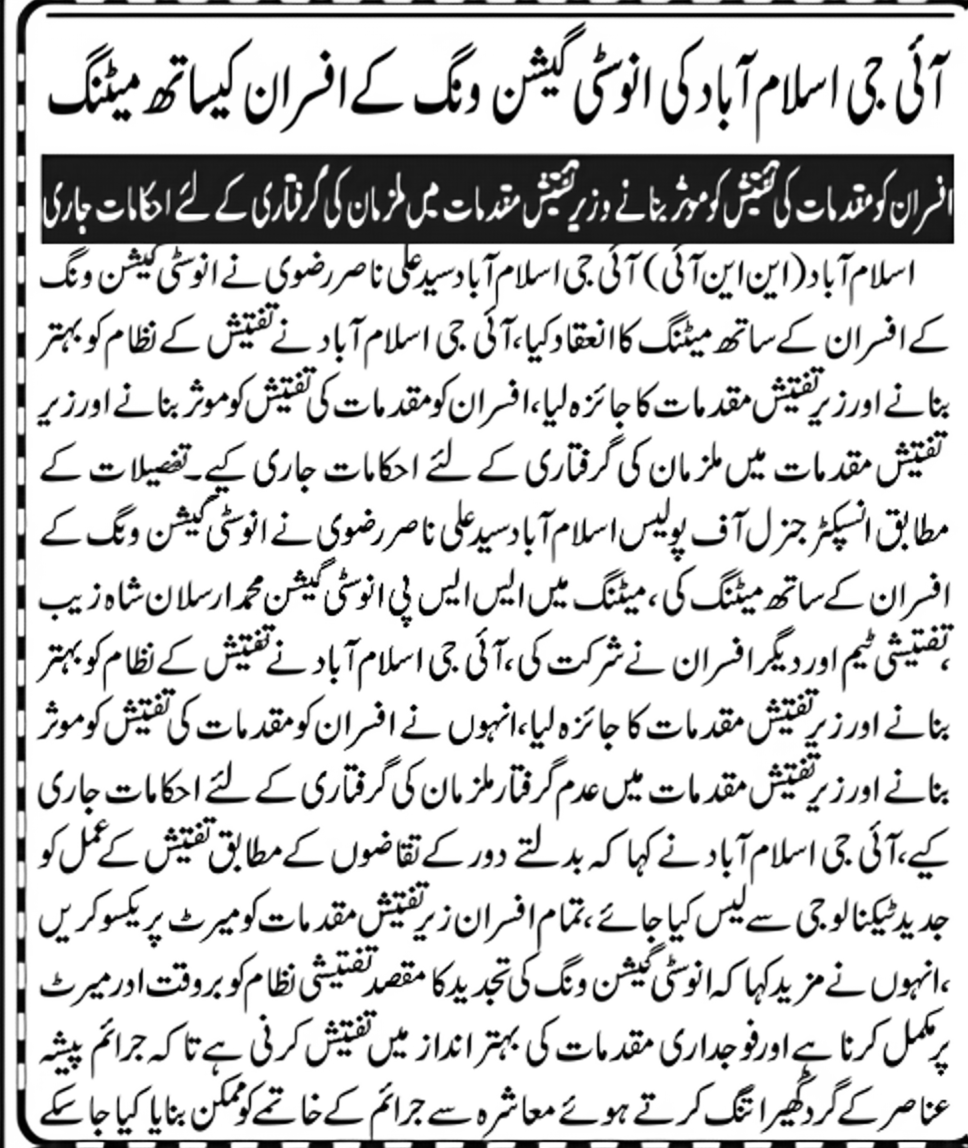 آئی جی اسلام آباد کی انوسٹی گیشن ونگ کے افسران کیساتھ میٹنگ
افسران کو مقدمات کی تفتیش کو موثر بنانے و زیر تفتیش مقدمات میں ملزمان کی گرفتاری کے لئے احکامات جاری
اسلام آباد (این این آئی) آئی جی اسلام آباد سید علی ناصر رضوی نے انوسٹی گیشن ونگ
کے افسران کے ساتھ میٹنگ کا انعقاد کیا، آئی جی اسلام آباد نے تفتیش کے نظام کو بہتر
بنانے اور زیر تفتیش مقدمات کا جائزہ لیا، افسران کو مقدمات کی تفتیش کو موثر بنانے اور زیر
تفتیش مقدمات میں ملزمان کی گرفتاری کے لئے احکامات جاری کیے۔ تفصیلات کے
مطابق انسپکٹر جنرل آف پولیس اسلام آباد سید علی ناصر رضوی نے انوسٹی گیشن ونگ کے
افسران کے ساتھ میٹنگ کی، میٹنگ میں ایس ایس پی انوسٹی گیشن محمد ارسلان شاہ زیب
،تفتیشی ٹیم اور دیگر افسران نے شرکت کی، آئی جی اسلام آباد نے تفتیش کے نظام کو بہتر
بنانے اور زیر تفتیش مقدمات کا جائزہ لیا، انہوں نے افسران کو مقدمات کی تفتیش کو موثر
بنانے اور زیر تفتیش مقدمات میں عدم گرفتار ملزمان کی گرفتاری کے لئے احکامات جاری
کیے، آئی جی اسلام آباد نے کہا کہ بدلتے دور کے تقاضوں کے مطابق تفتیش کے عمل کو
جدید ٹیکنالوجی سے لیس کیا جائے، تمام افسران زیر تفتیش مقدمات کو میرٹ پر یکسو کریں
،انہوں نے مزید کہا کہ انوسٹی گیشن ونگ کی تجدید کا مقصد تفتیشی نظام کو بروقت اور میرٹ
پر مکمل کرنا ہے اور فوجداری مقدمات کی بہتر انداز میں تفتیش کرنی ہے تا کہ جرائم پیشہ
عناصر کے گرد گھیرا تنگ کرتے ہوئے معاشرہ سے جرائم کے خاتمے کو ممکن بنایا کیا جا سکے